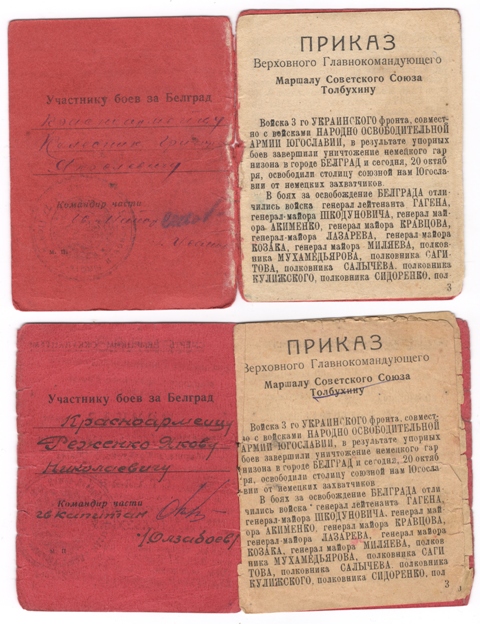 Участнику боев за Белград
Командир части
ПРИКАЗ
Верховного Главнокомандующего
Маршалу Советского Союза
Толбухину
Войска 3 го УКРАИНСКОГО фронта, совмест-
но с войсками НАРОДНО ОСВОБОДИТЕЛЬНОЙ
АРМИИ ЮГОСЛАВИИ, в результате упорных
боев завершили уничтожение немецкого гар
низона в городе БЕЛГРАД и сегодня, 20 октяб
ря, освободили столицу союзной нам Югосла-
вии от немецких захватчиков.
В боях за освобождение БЕЛГРАДА отли-
чились войска генерал лейтенанта ГАГЕНА,
генерал-майора ШКОДУНОВИЧА, генерал май-
ора АКИМЕНКО, генерал майора КРАВЦОВА,
генерал-майора ЛАЗАРЕВА, генерал-майора
КОЗАКА, генерал майора МИЛЯЕВА, полков-
ника МУХАМЕДЬЯРОВА, полковника САГИ
ТОВА, полковника САЛЫЧЕВА, полковника
КУЛИЖСКОГО, полковника СИДОРЕНКО, пол
3
Участнику боев за Белград
Красноармейцу
Якову
Николаевичу
Командир части
гв капитан
ПРИКАЗ
Верховного Главнокомандующего
Маршалу Советского Союза
Толбухину
Войска 3 го УКРАИНСКОГО фронта, совмест-
но с войсками НАРОДНО ОСВОБОДИТЕЛЬНОЙ
АРМИИ ЮГОСЛАВИИ, в результате упорных
боев завершили уничтожение немецкого гар
низона в городе БЕЛГРАД и сегодня, 20 октяб
ря, освободили столицу союзной нам Югосла-
вии от немецких захватчиков
В боях за освобождение БЕЛГРАДА отли-
чились войска генерал лейтенанта ГАГЕНА,
генерал-майора ШКОДУНОВИЧА, генерал май-
ора АКИМЕНКО, генерал майора КРАВЦОВА,
генерал-майора ЛАЗАРЕВА, генерал-майора
КОЗАКА, генерал майора МИЛЯЕВА, полков-
ника МУХАМЕДЬЯРОВА, полковника САГИ
ТОВА, полковника САЛЫЧЕВА полковника
КУЛИЖСКОГО, полковника СИДОРЕНКО, пол
3